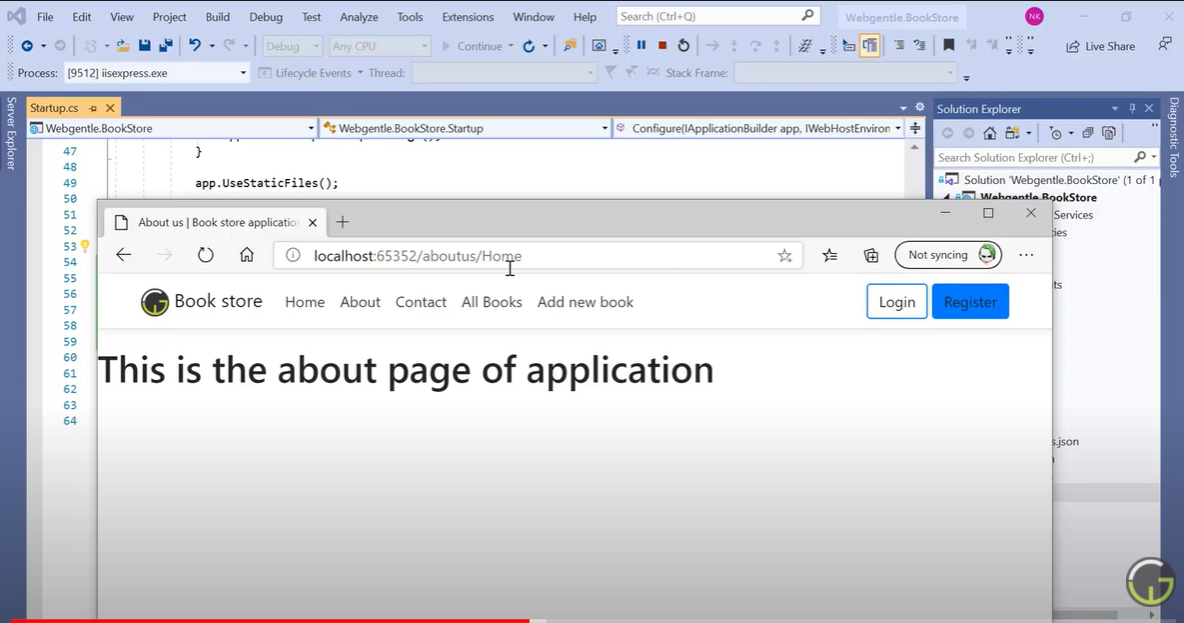 File Edit View Project Build Debug Test Analyze Tools Extensions Window Help Search (Ctrl+Q) Webgentle.BookStore NK
Debug Any CPU Continue Live Share
Process: [9512] iisexpress.exe Lifecycle Events Thread: Stack Frame:
Server Explorer
Startup.cs
Webgentle.BookStore Webgentle.BookStore.Startup Configure(IApplicationBuilder app, IWebHostEnviron
47 }
48
49 app.UseStaticFiles();
50
51
52
53
54
55
56
57
58
59
60
61
62
63
64
Solution Explorer
Search Solution Explorer (Ctrl+;)
Solution 'Webgentle.BookStore' (1 of 1
Webgentle.BookStore
Services
Diagnostic Tools
About us | Book store applicatio
localhost:65352/aboutus/Home
Not syncing
Book store Home About Contact All Books Add new book Login Register
This is the about page of application
s.json